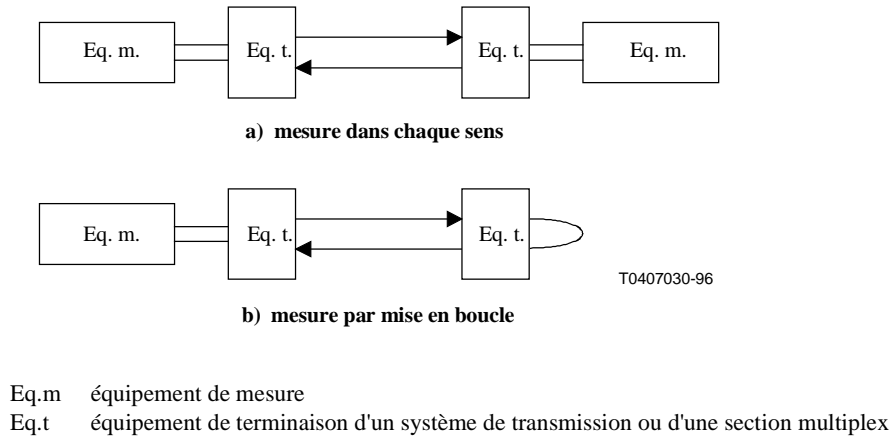 Eq. m. Eq. t. Eq. t. Eq. m.
a) mesure dans chaque sens
Eq. m. Eq. t. Eq. t.
T0407030-96
b) mesure par mise en boucle
Eq.m équipement de mesure
Eq.t équipement de terminaison d'un système de transmission ou d'une section multiplex